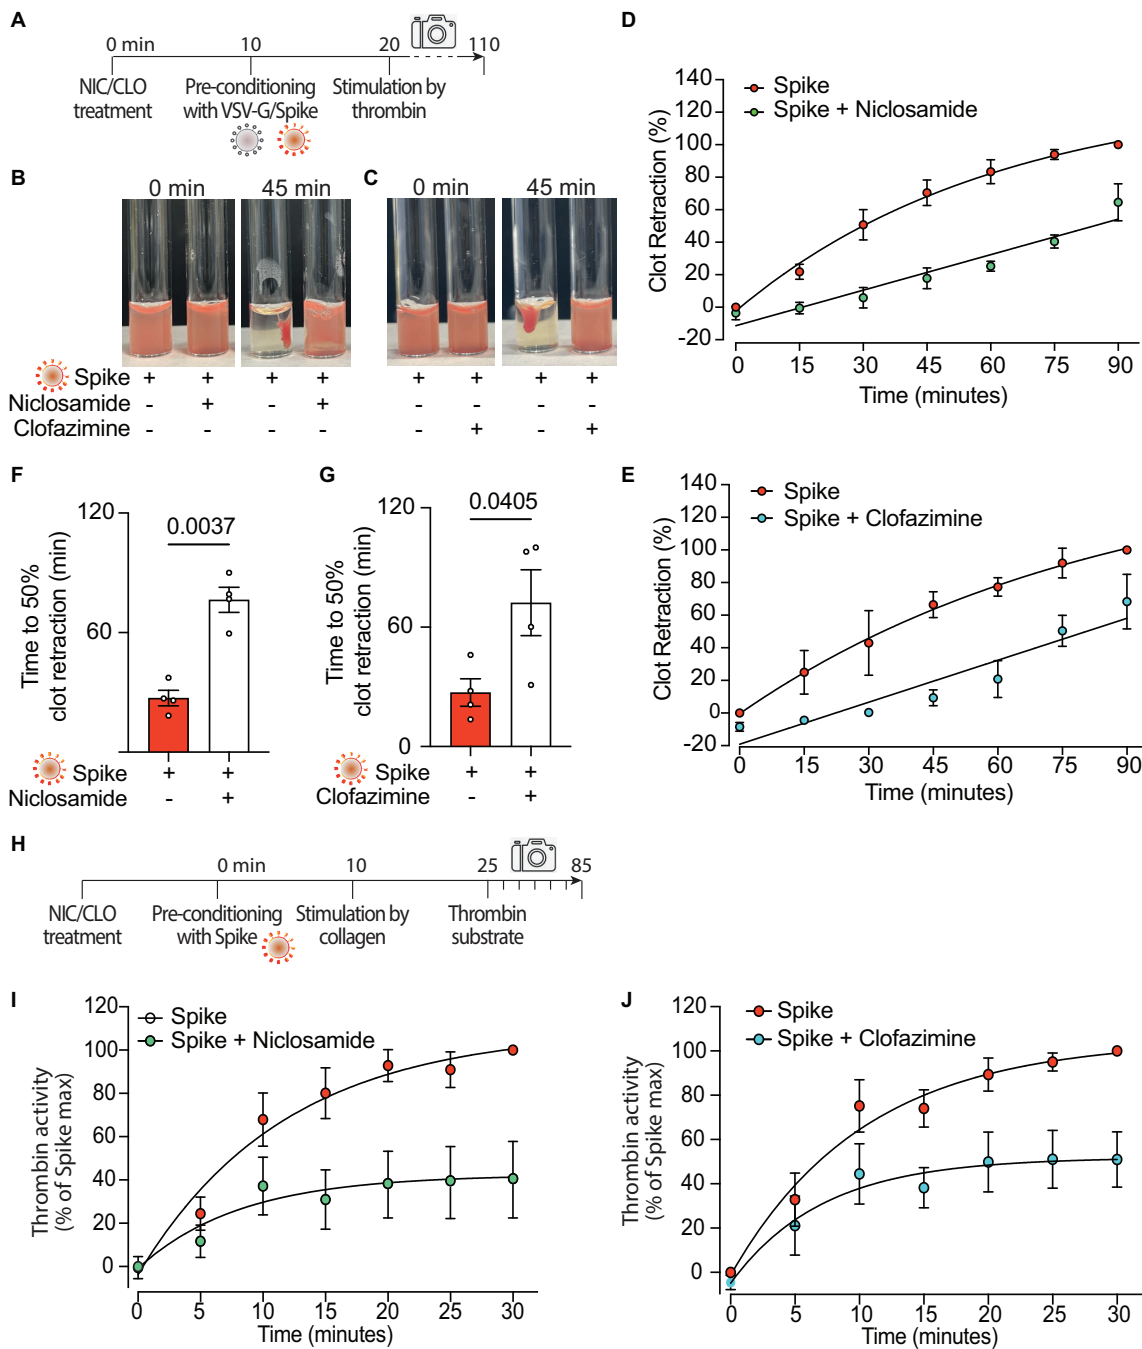 A
0 min 10 20 110
NIC/CLO treatment
Pre-conditioning with VSV-G/Spike
Stimulation by thrombin
B
0 min 45 min
C
0 min 45 min
Spike + + + + + + + +
Niclosamide - + - + - - - -
Clofazimine - - - - - + - +
D
Spike
Spike + Niclosamide
Clot Retraction (%)
140
120
100
80
60
40
20
0
-20
0 15 30 45 60 75 90
Time (minutes)
F
Time to 50%
clot retraction (min)
120
60
0.0037
Spike + +
Niclosamide - +
G
Time to 50%
clot retraction (min)
120
60
0
0.0405
Spike + +
Clofazimine - +
E
Spike
Spike + Clofazimine
Clot Retraction (%)
140
120
100
80
60
40
20
0
-20
0 15 30 45 60 75 90
Time (minutes)
H
0 min 10 25 85
NIC/CLO treatment
Pre-conditioning with Spike
Stimulation by collagen
Thrombin substrate
I
Spike
Spike + Niclosamide
Thrombin activity
(% of Spike max)
120
100
80
60
40
20
0
0 5 10 15 20 25 30
Time (minutes)
J
Spike
Spike + Clofazimine
Thrombin activity
(% of Spike max)
120
100
80
60
40
20
0
0 5 10 15 20 25 30
Time (minutes)